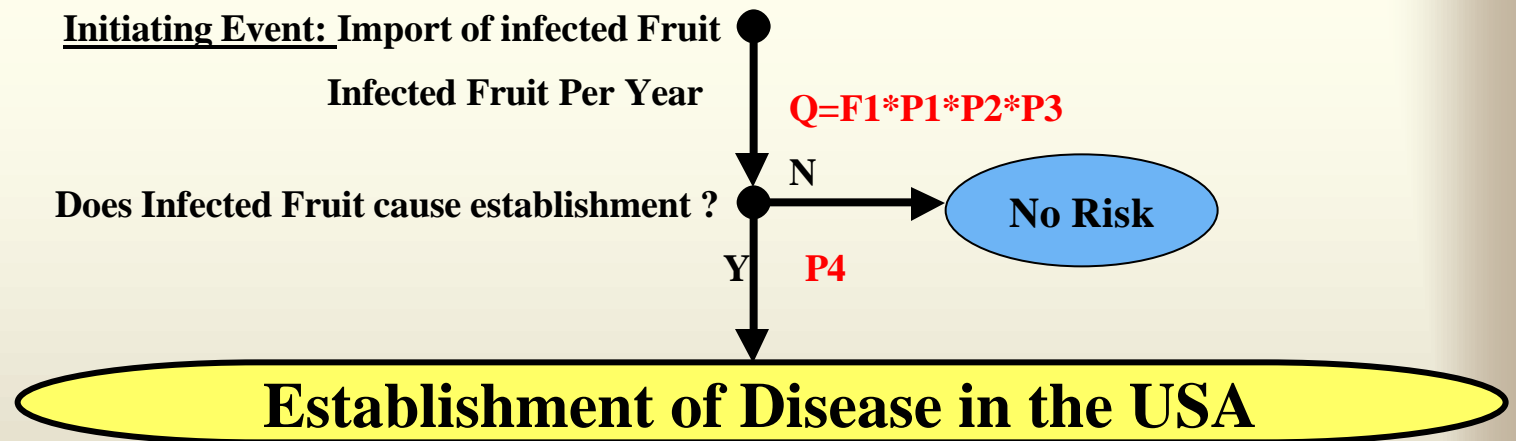 Initiating Event: Import of infected Fruit
Infected Fruit Per Year
Q=F1*P1*P2*P3
N
Does Infected Fruit cause establishment ?
No Risk
Y
P4
Establishment of Disease in the USA